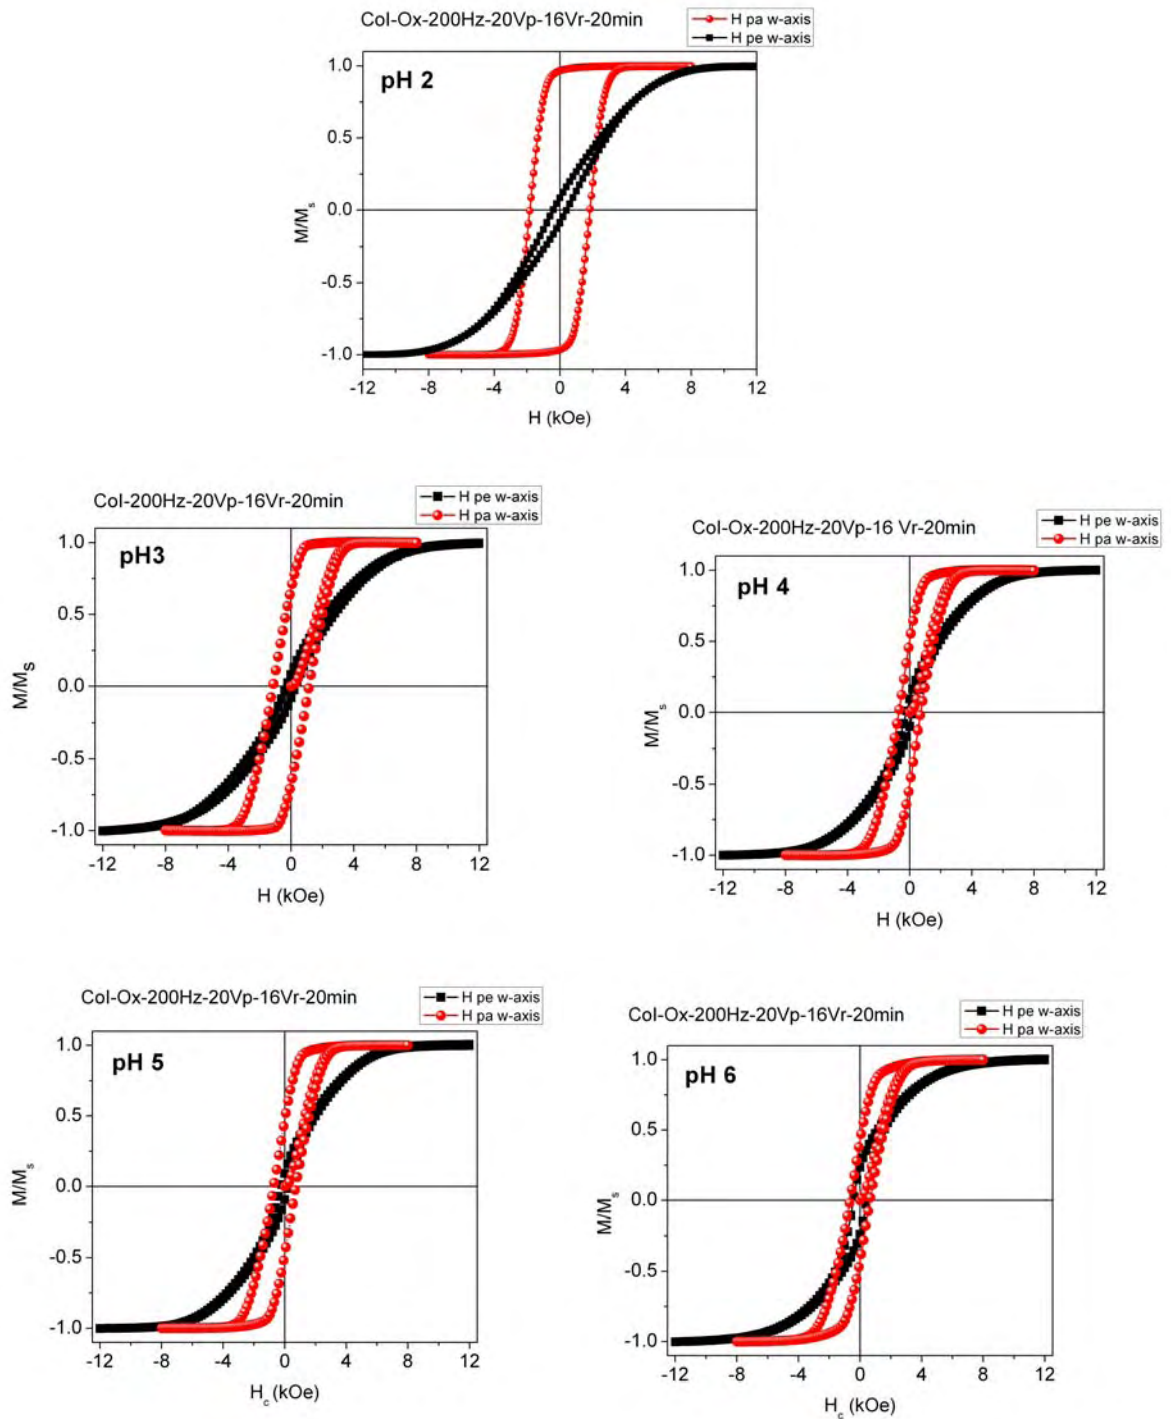 CoI-Ox-200Hz-20Vp-16Vr-20min
H pa w-axis
H pe w-axis
pH 2
1.0
0.5
0.0
-0.5
-1.0
M/Ms
-12 -8 -4 0 4 8 12
H (kOe)
CoI-200Hz-20Vp-16Vr-20min
H pe w-axis
H pa w-axis
pH3
1.0
0.5
0.0
-0.5
-1.0
M/Ms
-12 -8 -4 0 4 8 12
H (kOe)
CoI-Ox-200Hz-20Vp-16 Vr-20min
H pe w-axis
H pa w-axis
pH 4
1.0
0.5
0.0
-0.5
-1.0
M/Ms
-12 -8 -4 0 4 8 12
H (kOe)
CoI-Ox-200Hz-20Vp-16Vr-20min
H pe w-axis
H pa w-axis
pH 5
1.0
0.5
0.0
-0.5
-1.0
M/Ms
-12 -8 -4 0 4 8 12
Hc (kOe)
CoI-Ox-200Hz-20Vp-16Vr-20min
H pe w-axis
H pa w-axis
pH 6
1.0
0.5
0.0
-0.5
-1.0
M/Ms
-12 -8 -4 0 4 8 12
Hc (kOe)